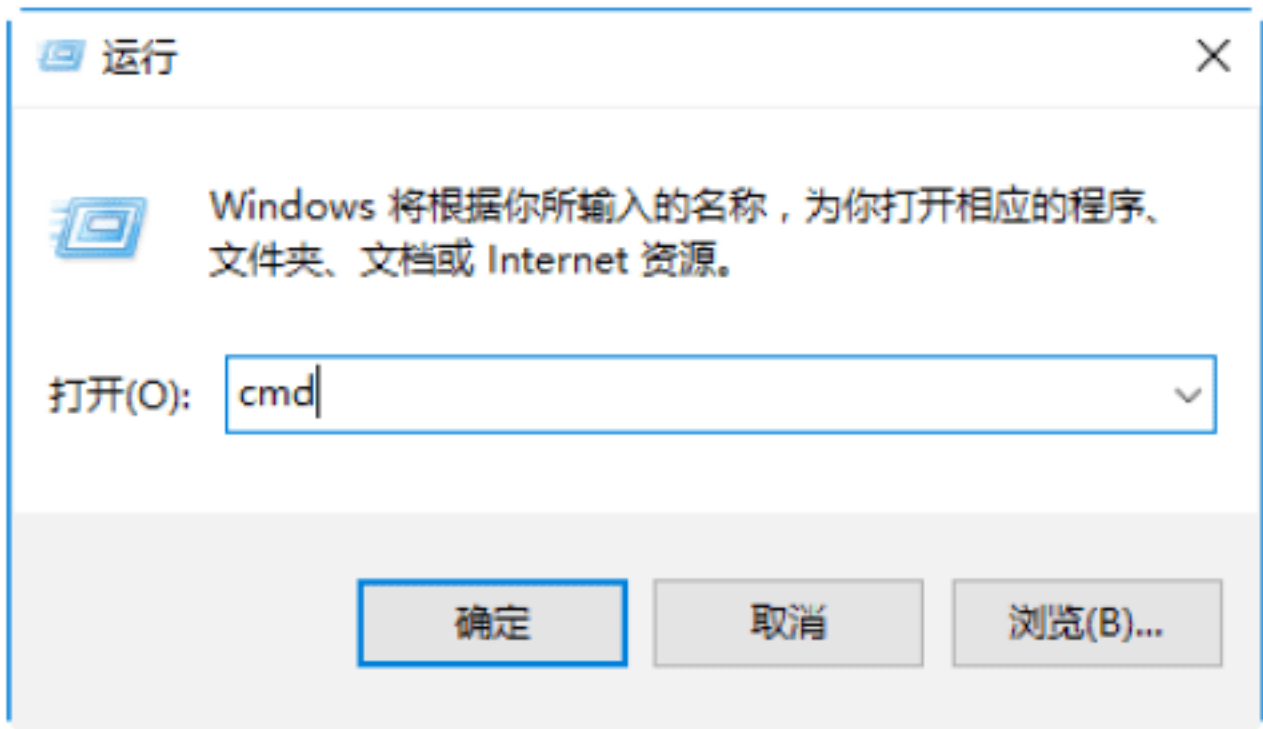 运行
Windows 将根据你所输入的名称，为你打开相应的程序、
文件夹、文档或 Internet 资源。
打开(O): cmd
确定 取消 浏览(B)...